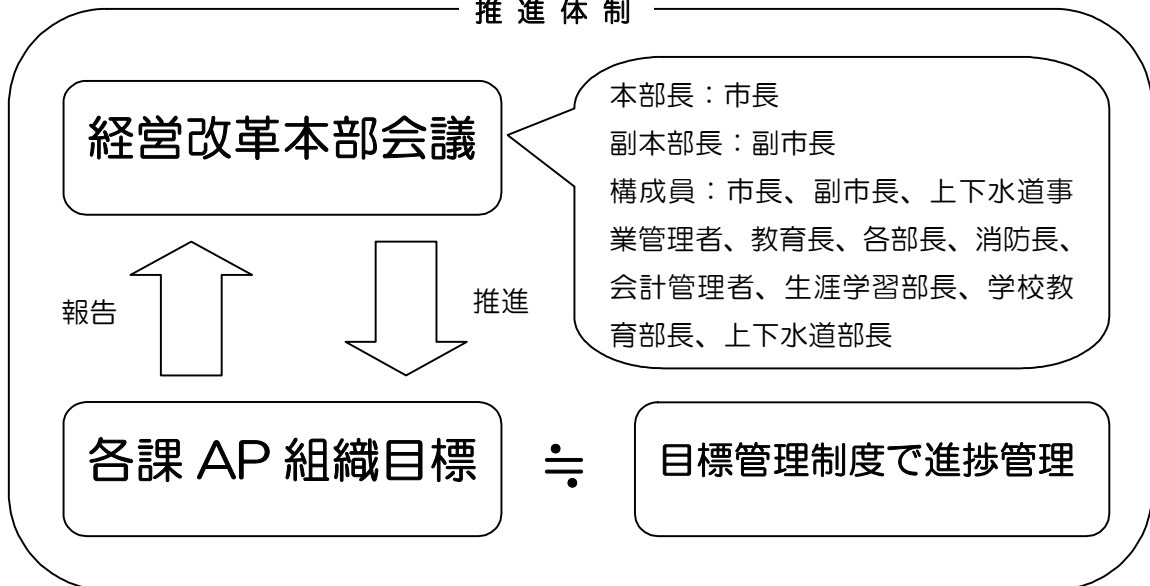 推進体制
経営改革本部会議
本部長：市長
副本部長：副市長
構成員：市長、副市長、上下水道事
業管理者、教育長、各部長、消防長、
会計管理者、生涯学習部長、学校教
育部長、上下水道部長
報告
推進
各課 AP 組織目標
≒
目標管理制度で進捗管理